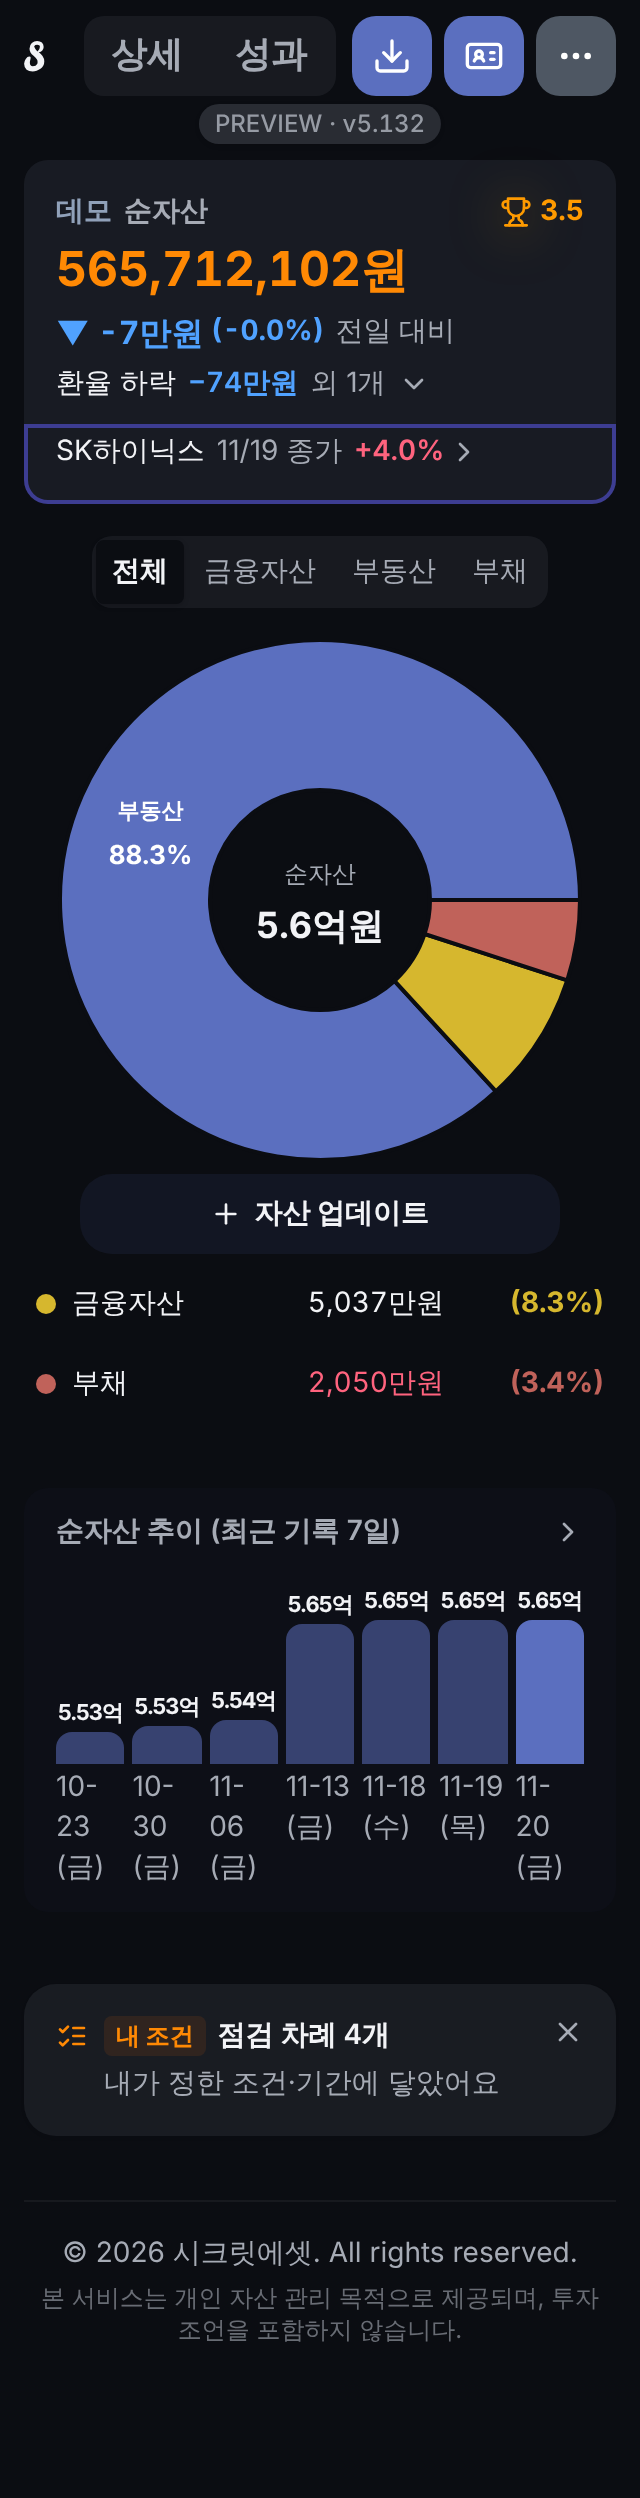 S
상세 성과
PREVIEW · v5.132
데모 순자산 3.5
565,712,102원
▼ -7만원 (-0.0%) 전일 대비
환율 하락 -74만원 외 1개
SK하이닉스 11/19 종가 +4.0%
전체 금융자산 부동산 부채
부동산
88.3%
순자산
5.6억원
+ 자산 업데이트
금융자산 5,037만원 (8.3%)
부채 2,050만원 (3.4%)
순자산 추이 (최근 기록 7일)
5.53억 5.53억 5.54억 5.65억 5.65억 5.65억 5.65억
10-23 (금) 10-30 (금) 11-06 (금) 11-13 (금) 11-18 (수) 11-19 (목) 11-20 (금)
내 조건 점검 차례 4개
내가 정한 조건·기간에 닿았어요
© 2026 시크릿에셋. All rights reserved.
본 서비스는 개인 자산 관리 목적으로 제공되며, 투자
조언을 포함하지 않습니다.